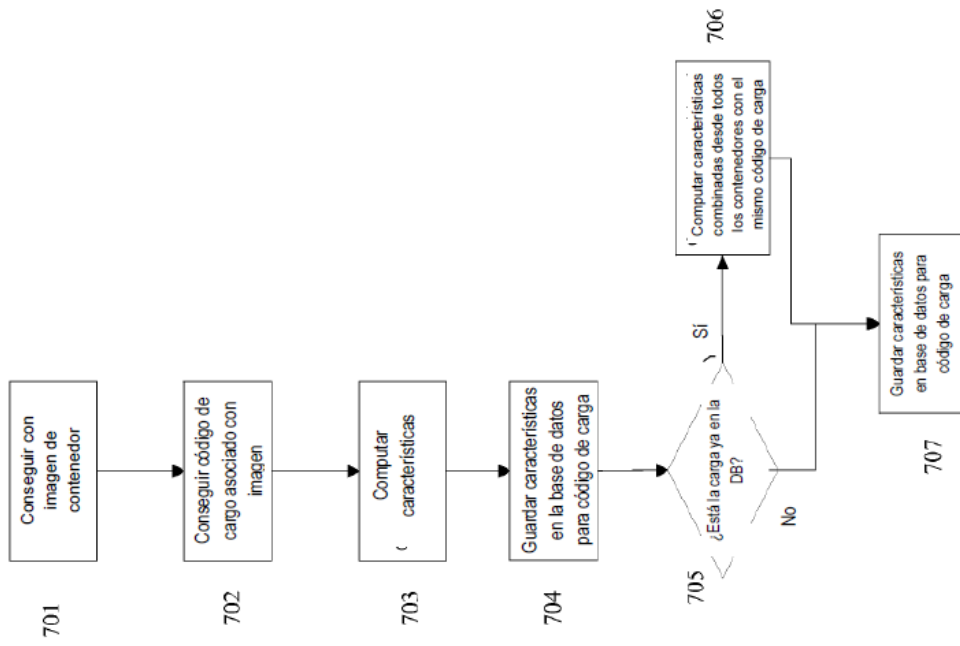 701
Conseguir con
imagen de
contenedor
702
Conseguir código de
cargo asociado con
imagen
703
Computar
características
704
Guardar características
en la base de datos
para código de carga
705
¿Está la carga ya en la
DB?
Sí
No
706
Computar características
combinadas desde todos
los contenedores con el
mismo código de carga
707
Guardar características
en base de datos para
código de carga